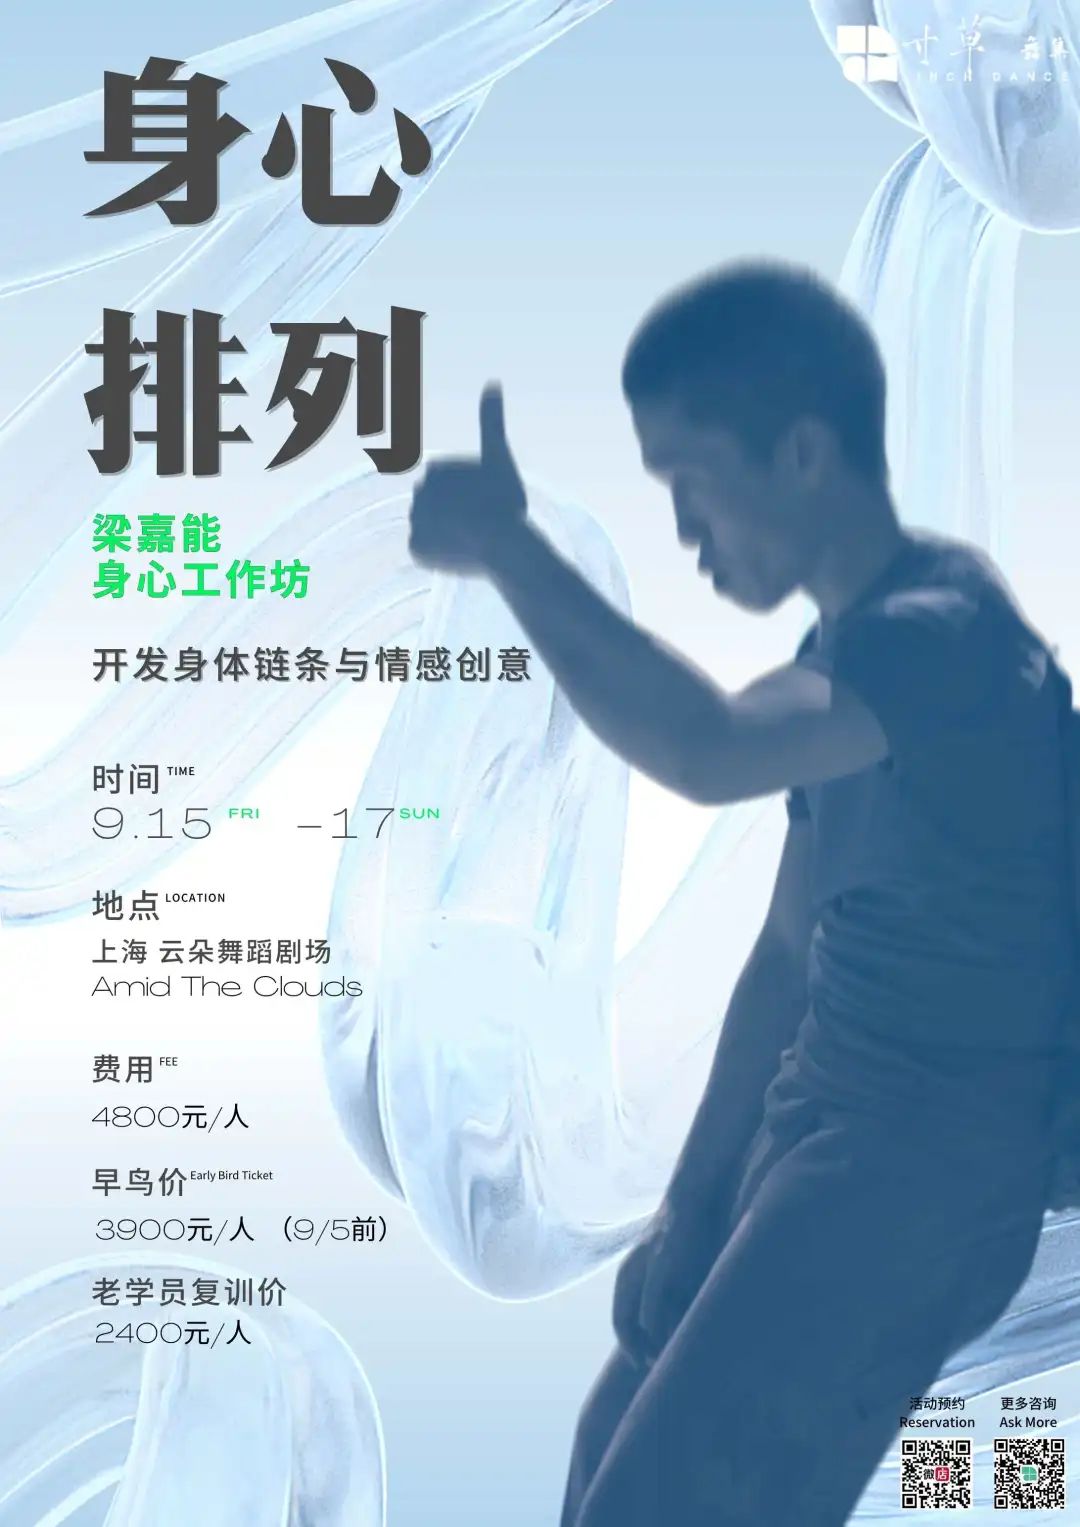 寸草 舞集
INCH DANCE
身心
排列
梁嘉能
身心工作坊
开发身体链条与情感创意
时间 TIME
9.15 FRI -17 SUN
地点 LOCATION
上海 云朵舞蹈剧场
Amid The Clouds
费用 FEE
4800元/人
早鸟价 Early Bird Ticket
3900元/人 （9/5前）
老学员复训价
2400元/人
活动预约
Reservation
更多咨询
Ask More
微店